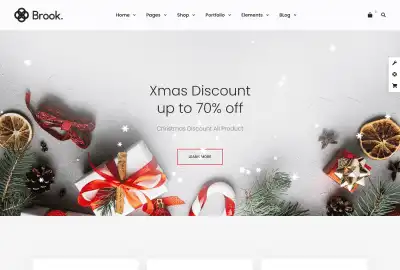 Brook.
Home Pages Shop Portfolio Elements BLog
Xmas Discount
up to 70% off
Christmas Discount All Product
LEARN MORE